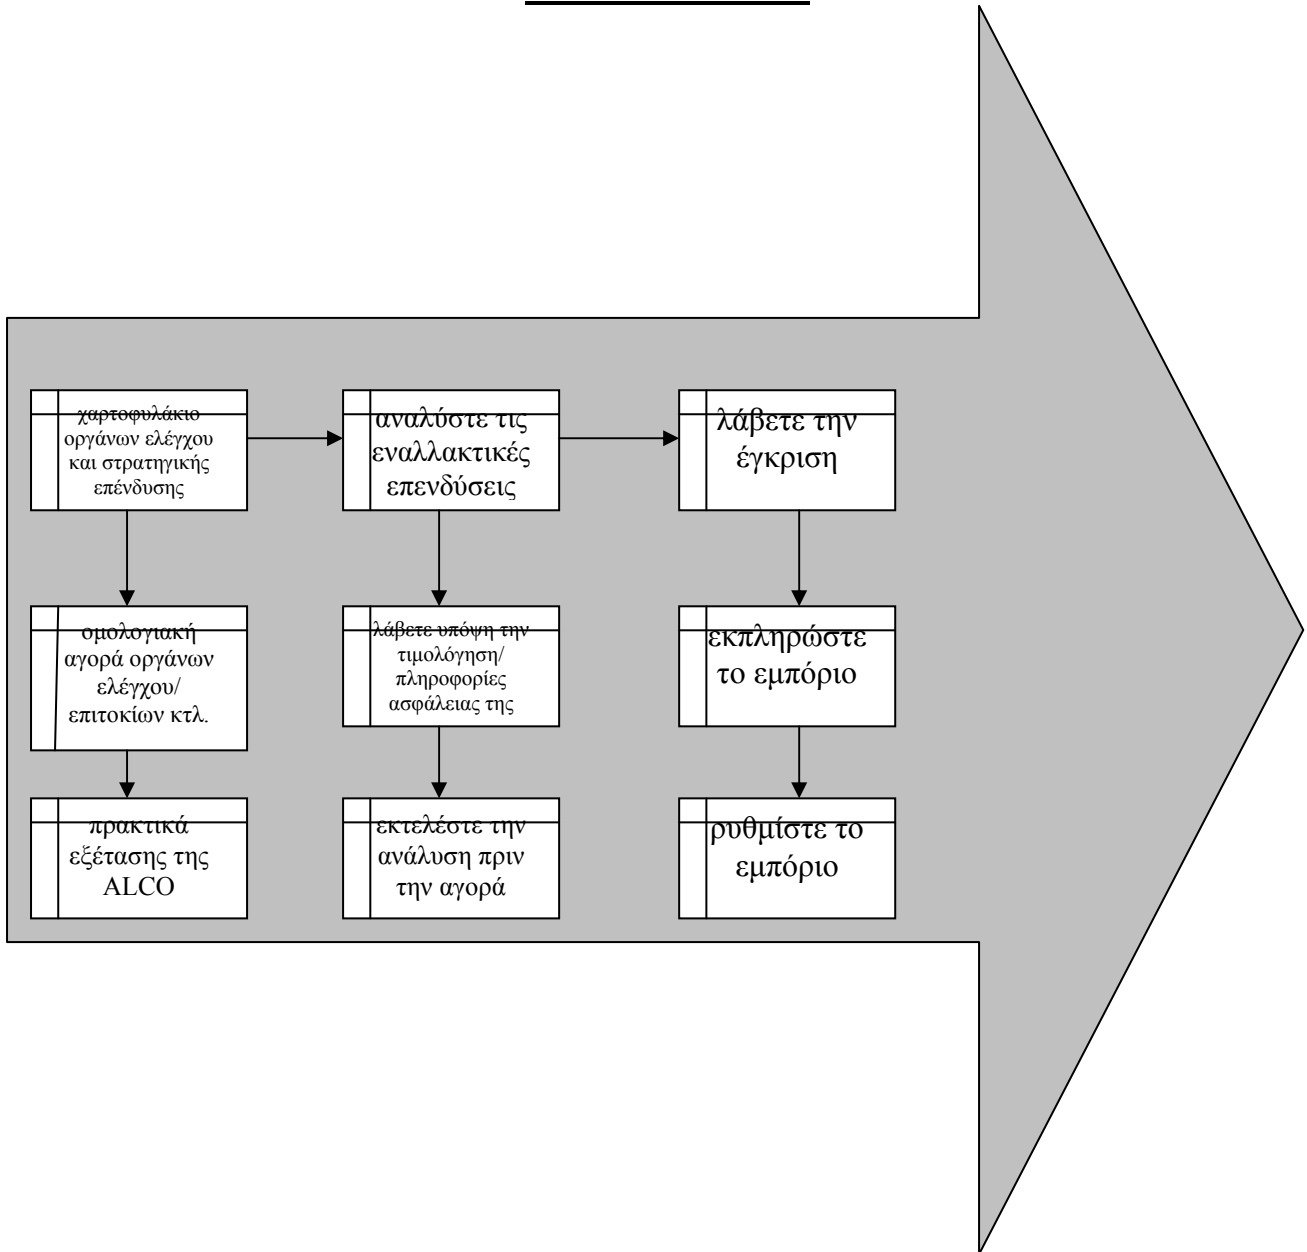 χαρτοφυλάκιο
οργάνων ελέγχου
και στρατηγικής
επένδυσης
αναλύστε τις
εναλλακτικές
επενδύσεις
λάβετε την
έγκριση
ομολογιακή
αγορά οργάνων
ελέγχου/
επιτοκίων κτλ.
λάβετε υπόψη την
τιμολόγηση/
πληροφορίες
ασφάλειας της
εκπληρώστε
το εμπόριο
πρακτικά
εξέτασης της
ALCO
εκτελέστε την
ανάλυση πριν
την αγορά
ρυθμίστε το
εμπόριο